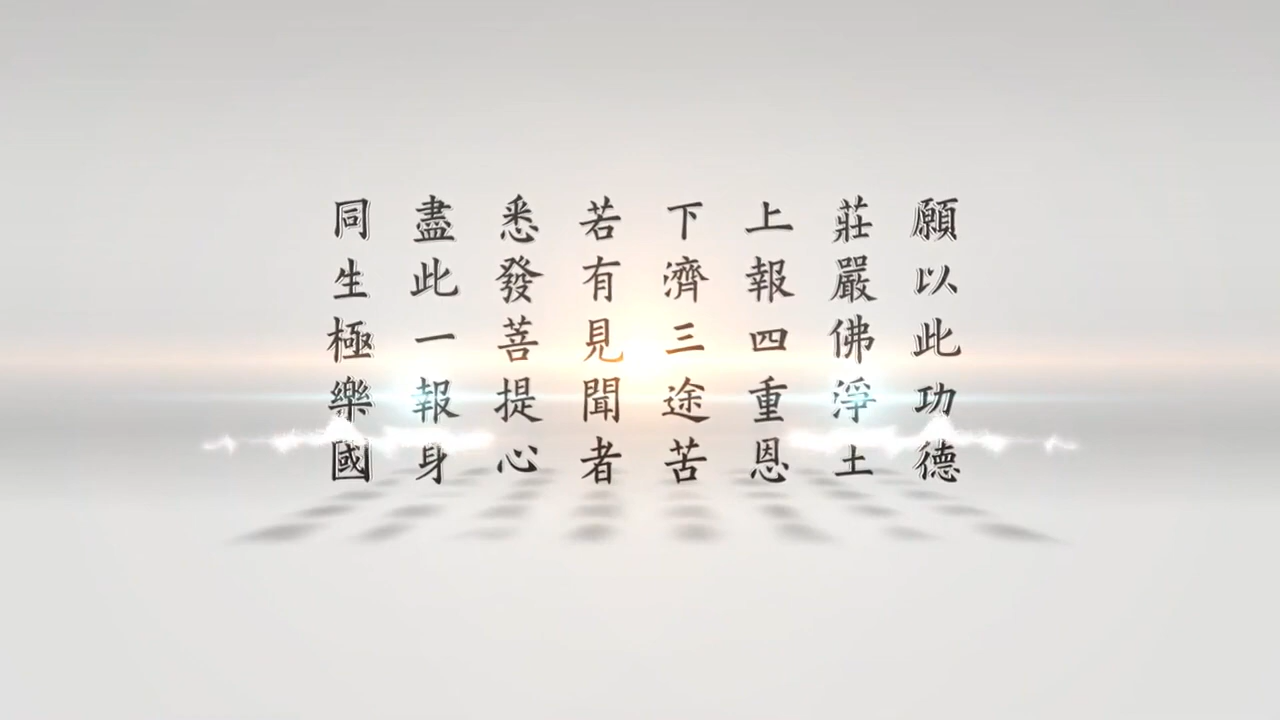 願以此功德
莊嚴佛淨土
上報四重恩
下濟三途苦
若有見聞者
悉發菩提心
盡此一報身
同生極樂國